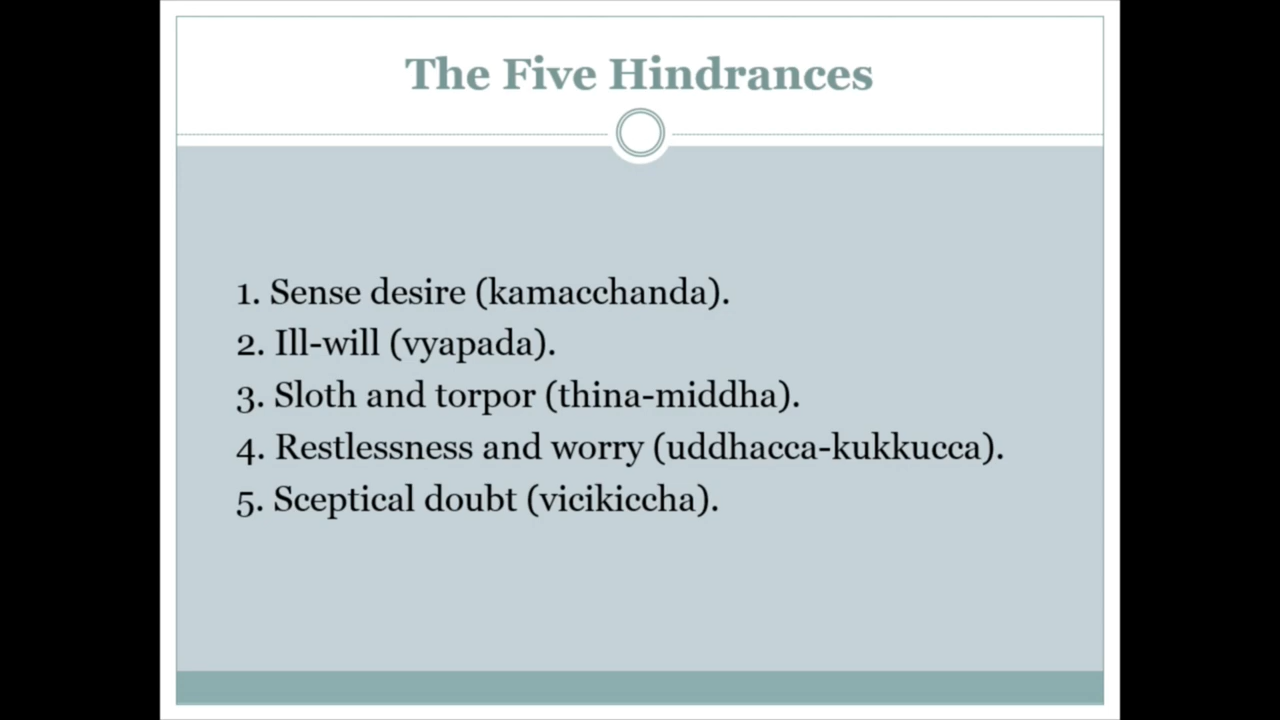 The Five Hindrances
1. Sense desire (kamacchanda).
2. Ill-will (vyapada).
3. Sloth and torpor (thina-middha).
4. Restlessness and worry (uddhacca-kukkucca).
5. Sceptical doubt (vicikiccha).